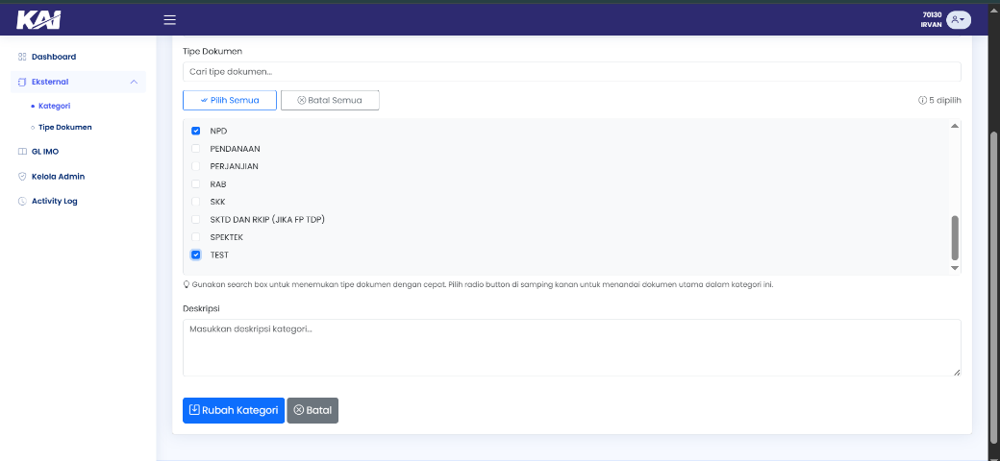 KAI
70130
IRVAN
Dashboard
Eksternal
Kategori
Tipe Dokumen
GL IMO
Kelola Admin
Activity Log
Tipe Dokumen
Cari tipe dokumen...
Pilih Semua
Batal Semua
5 dipilih
NPD
PENDANAAN
PERJANJIAN
RAB
SKK
SKTD DAN RKIP (JIKA FP TDP)
SPEKTEK
TEST
Gunakan search box untuk menemukan tipe dokumen dengan cepat. Pilih radio button di samping kanan untuk menandai dokumen utama dalam kategori ini.
Deskripsi
Masukkan deskripsi kategori...
Rubah Kategori
Batal